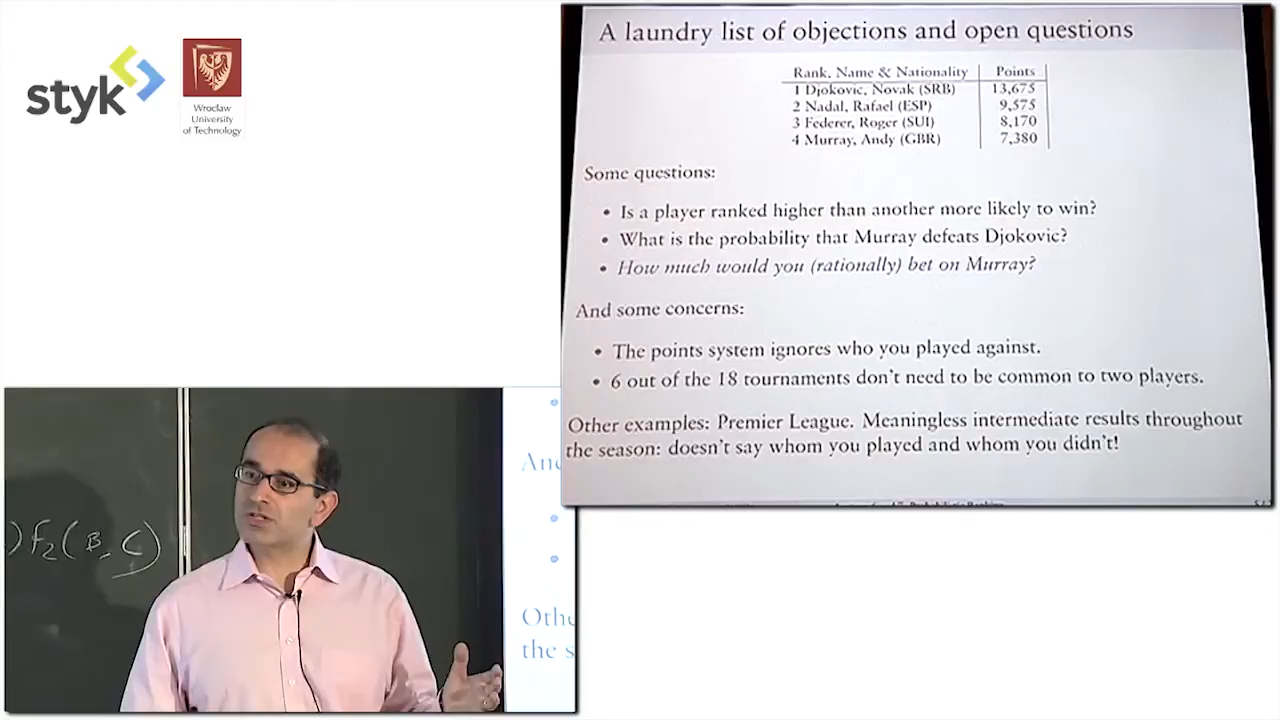 styk
Wroclaw
University
of Technology
A laundry list of objections and open questions
Rank, Name & Nationality Points
1 Djokovic, Novak (SRB) 13,675
2 Nadal, Rafael (ESP) 9,575
3 Federer, Roger (SUI) 8,170
4 Murray, Andy (GBR) 7,380
Some questions:
• Is a player ranked higher than another more likely to win?
• What is the probability that Murray defeats Djokovic?
• How much would you (rationally) bet on Murray?
And some concerns:
• The points system ignores who you played against.
• 6 out of the 18 tournaments don't need to be common to two players.
Other examples: Premier League. Meaningless intermediate results throughout
the season: doesn't say whom you played and whom you didn't!
) f₂(B, C)
And
Othe
the s